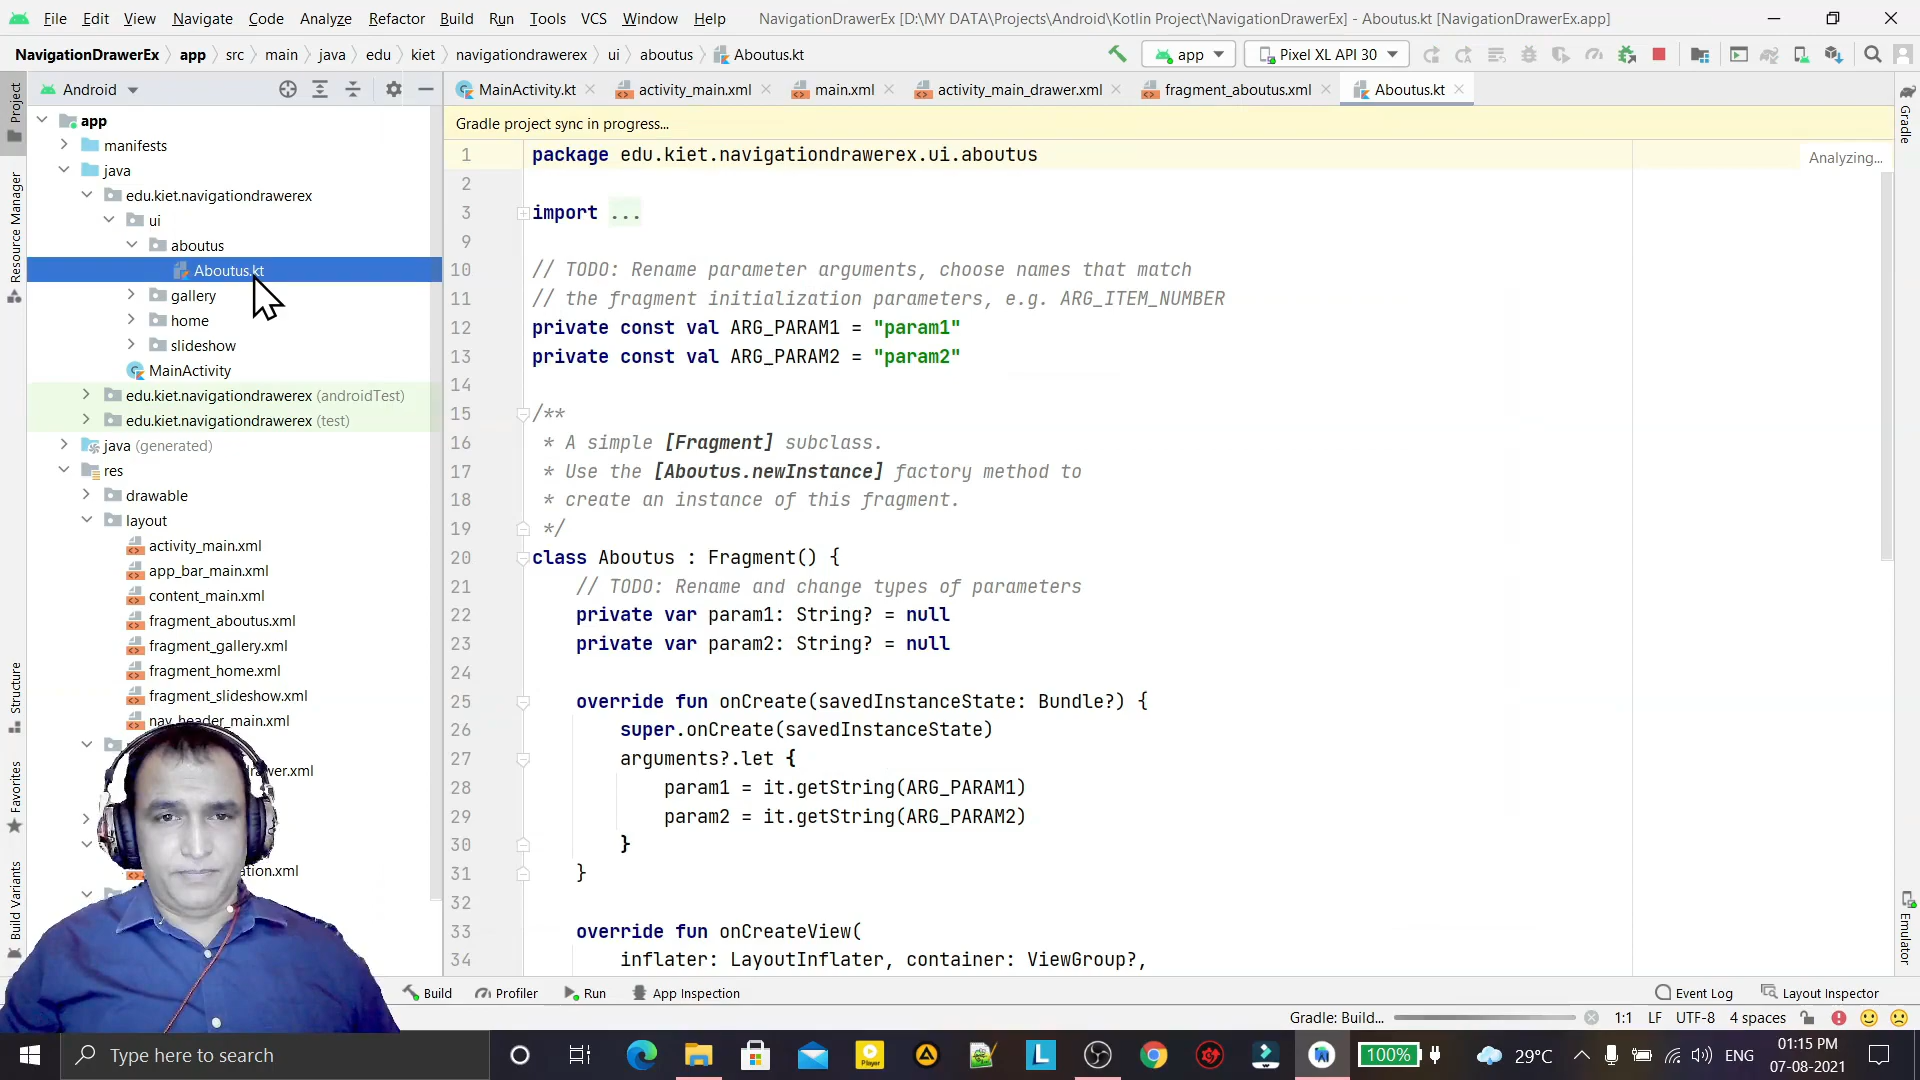 File Edit View Navigate Code Analyze Refactor Build Run Tools VCS Window Help NavigationDrawerEx [D:\MY DATA\Projects\Android\Kotlin Project\NavigationDrawerEx] - Aboutus.kt [NavigationDrawerEx.app]
NavigationDrawerEx app src main java edu kiet navigationdrawerex ui aboutus Aboutus.kt app Pixel XL API 30
Android
MainActivity.kt activity_main.xml main.xml activity_main_drawer.xml fragment_aboutus.xml Aboutus.kt
Project
Resource Manager
Structure
Favorites
Build Variants
app
manifests
java
edu.kiet.navigationdrawerex
ui
aboutus
Aboutus.kt
gallery
home
slideshow
MainActivity
edu.kiet.navigationdrawerex (androidTest)
edu.kiet.navigationdrawerex (test)
java (generated)
res
drawable
layout
activity_main.xml
app_bar_main.xml
content_main.xml
fragment_aboutus.xml
fragment_gallery.xml
fragment_home.xml
fragment_slideshow.xml
nav_header_main.xml
Gradle project sync in progress...
Analyzing...
1 package edu.kiet.navigationdrawerex.ui.aboutus
2
3 import ...
9
10 // TODO: Rename parameter arguments, choose names that match
11 // the fragment initialization parameters, e.g. ARG_ITEM_NUMBER
12 private const val ARG_PARAM1 = "param1"
13 private const val ARG_PARAM2 = "param2"
14
15 /**
16 * A simple [Fragment] subclass.
17 * Use the [Aboutus.newInstance] factory method to
18 * create an instance of this fragment.
19 */
20 class Aboutus : Fragment() {
21 // TODO: Rename and change types of parameters
22 private var param1: String? = null
23 private var param2: String? = null
24
25 override fun onCreate(savedInstanceState: Bundle?) {
26 super.onCreate(savedInstanceState)
27 arguments?.let {
28 param1 = it.getString(ARG_PARAM1)
29 param2 = it.getString(ARG_PARAM2)
30 }
31 }
32
33 override fun onCreateView(
34 inflater: LayoutInflater, container: ViewGroup?,
Gradle
Emulator
Build Profiler Run App Inspection Event Log Layout Inspector
Gradle: Build... 1:1 LF UTF-8 4 spaces
Type here to search 100% 29°C ENG 01:15 PM
07-08-2021